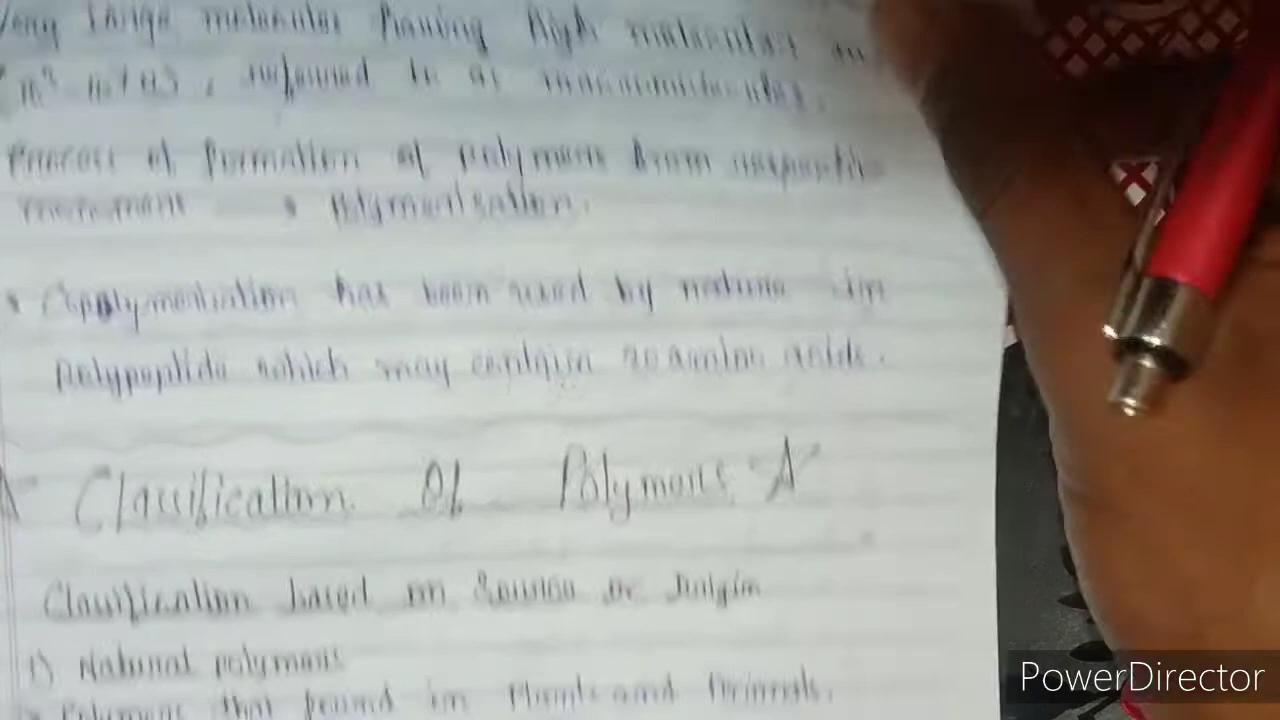 Very large molecules having high molecular
referred to as macromolecules.
Process of formation of polymers from respective
monomers Polymerisation.
Copolymerisation has been used by nature in
polypeptide which may contain 20 amino acids.
Classification Of Polymers
Classification based on Source or Origin
1) Natural polymers
Polymers that found in Plants and Animals.
PowerDirector